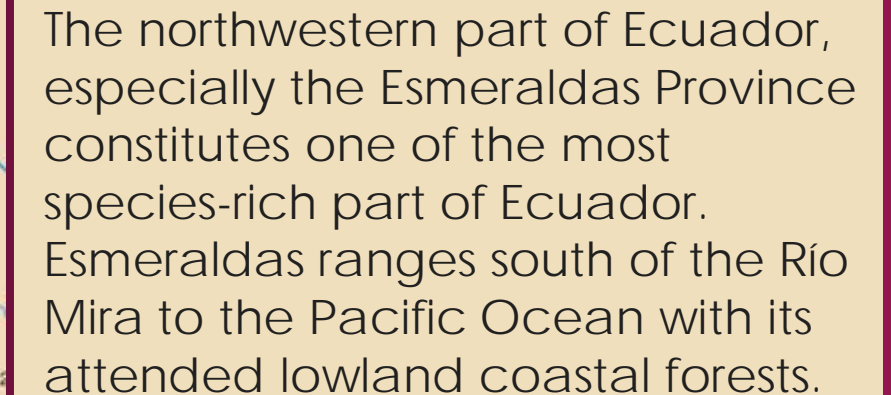 The northwestern part of Ecuador,
especially the Esmeraldas Province
constitutes one of the most
species-rich part of Ecuador.
Esmeraldas ranges south of the Río
Mira to the Pacific Ocean with its
attended lowland coastal forests.